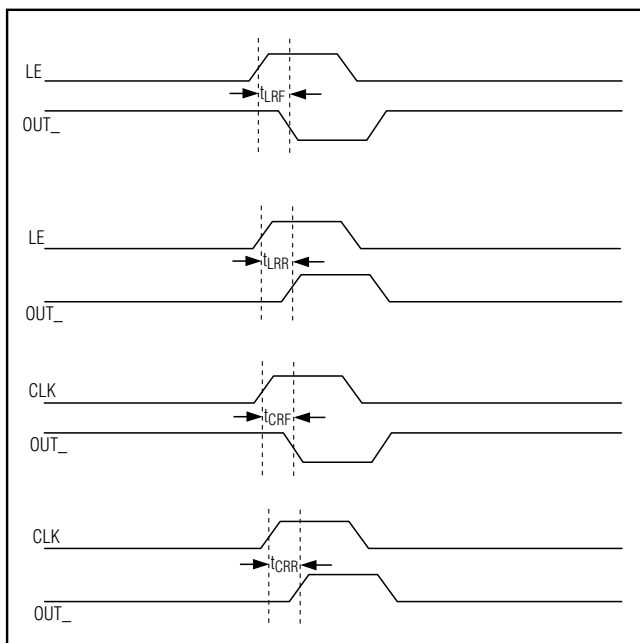 LE
tLRF
OUT_
LE
tLRR
OUT_
CLK
tCRF
OUT_
CLK
tCRR
OUT_